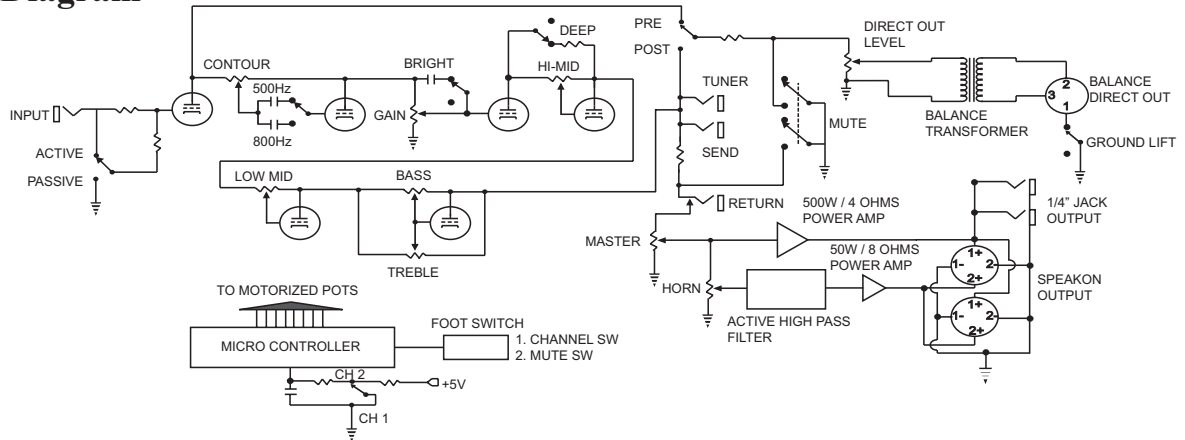 Diagram
PRE
POST
DIRECT OUT
LEVEL
DEEP
CONTOUR
BRIGHT
HI-MID
500Hz
800Hz
GAIN
INPUT
ACTIVE
PASSIVE
TUNER
SEND
MUTE
BALANCE
TRANSFORMER
2
3
1
BALANCE
DIRECT OUT
GROUND LIFT
LOW MID
BASS
TREBLE
RETURN
500W / 4 OHMS
POWER AMP
1/4" JACK
OUTPUT
MASTER
50W / 8 OHMS
POWER AMP
HORN
ACTIVE HIGH PASS
FILTER
1+
1-
2-
2+
1+
1-
2-
2+
SPEAKON
OUTPUT
TO MOTORIZED POTS
MICRO CONTROLLER
FOOT SWITCH
1. CHANNEL SW
2. MUTE SW
CH 2
+5V
CH 1